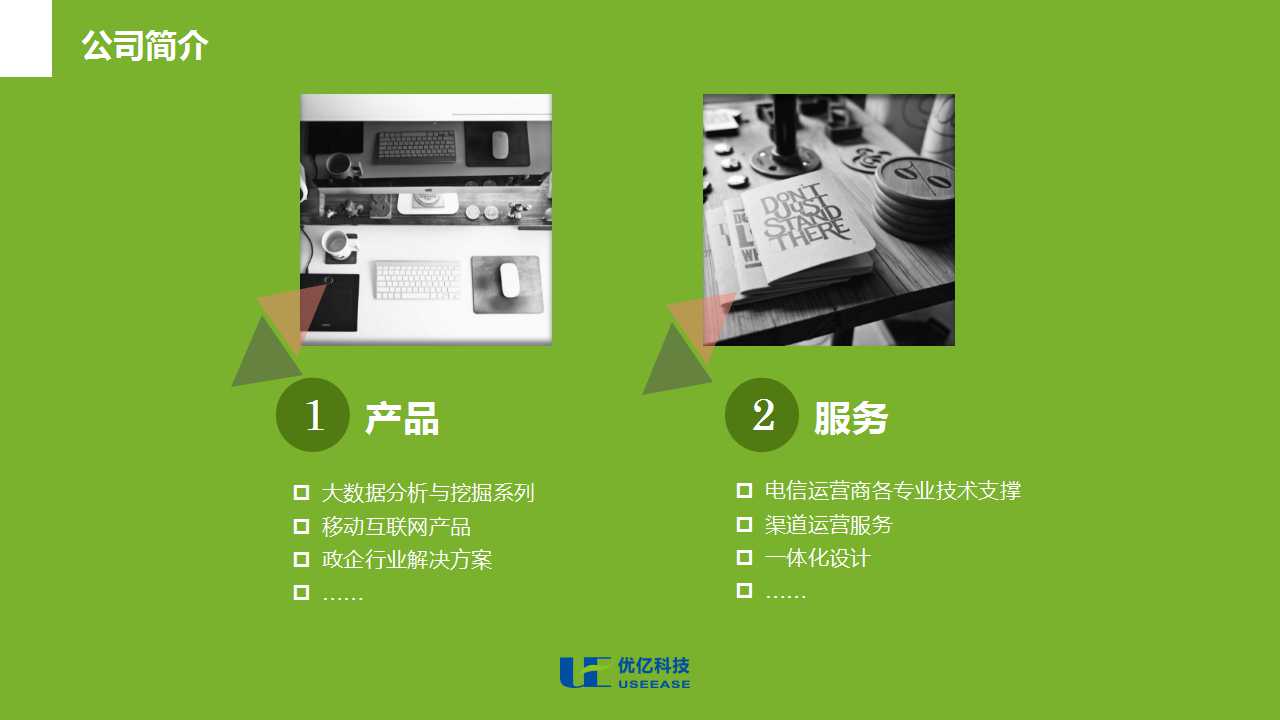 公司简介
DON'T
JUST
STAND
THERE
1 产品
大数据分析与挖掘系列
移动互联网产品
政企行业解决方案
……
2 服务
电信运营商各专业技术支撑
渠道运营服务
一体化设计
……
优亿科技
USEEASE